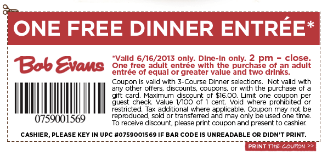 ONE FREE DINNER ENTRÉE*
Bob Evans
*Valid 6/16/2013 only. Dine-in only. 2 pm – close.
One free adult entrée with the purchase of an adult
entrée of equal or greater value and two drinks.
Coupon is valid with 3-Course Dinner selections. Not valid with
any other offers, discounts, coupons, or with the purchase of a
gift card. Maximum discount of $16.00. Limit one coupon per
guest check. Value 1/100 of 1 cent. Void where prohibited or
restricted. Tax additional where applicable. Coupon may not be
reproduced, sold or transferred and may only be used one time.
To receive discount, please print coupon and present to cashier.
0759001569
CASHIER, PLEASE KEY IN UPC #0759001569 IF BAR CODE IS UNREADABLE OR DIDN'T PRINT.
PRINT THE COUPON >>